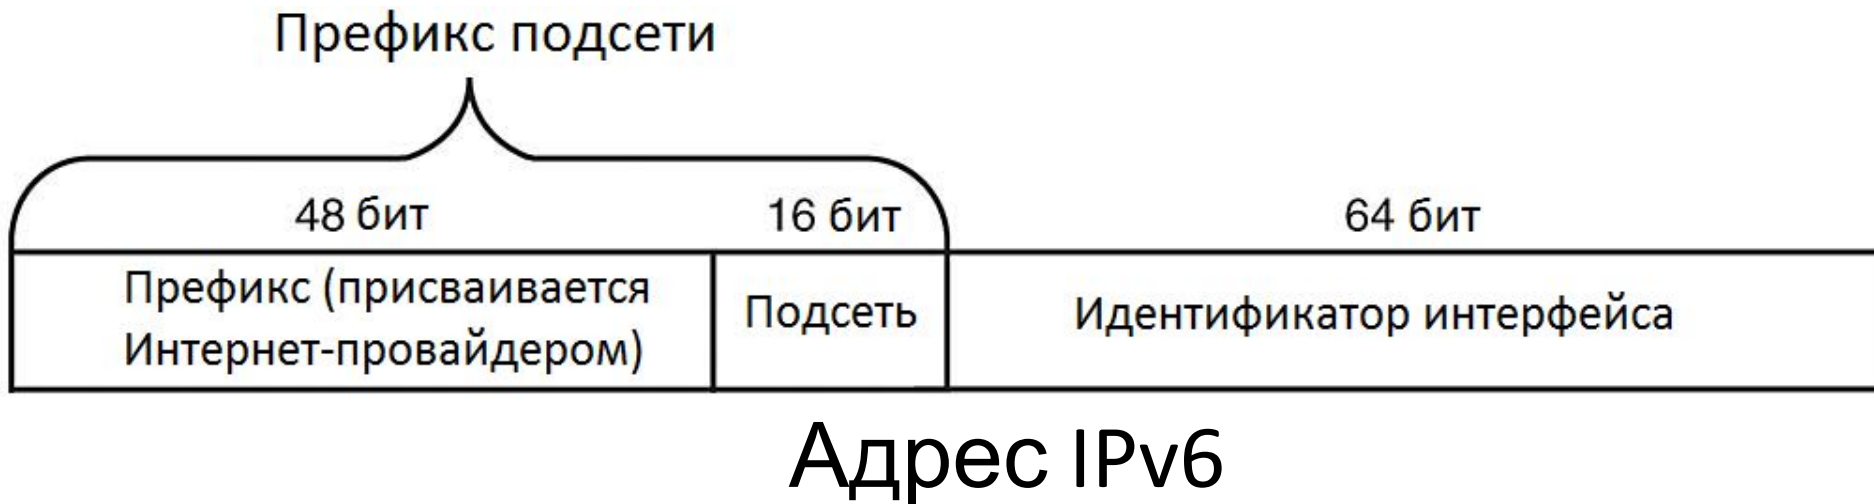 Префикс подсети
48 бит
16 бит
64 бит
Префикс (присваивается
Интернет-провайдером)
Подсеть
Идентификатор интерфейса
Адрес IPv6